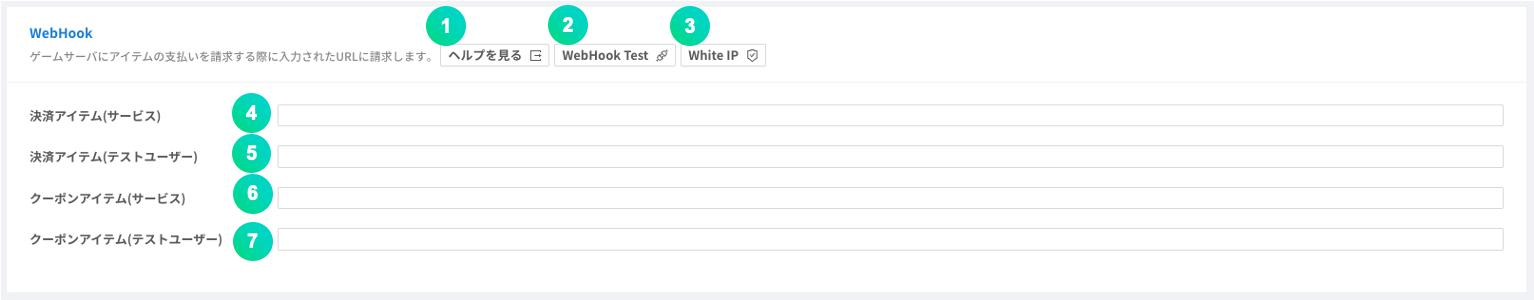 1 2 3
WebHook
ゲームサーバにアイテムの支払いを請求する際に入力されたURLに請求します。 ヘルプを見る WebHook Test White IP
決済アイテム(サービス) 4
決済アイテム(テストユーザー) 5
クーポンアイテム(サービス) 6
クーポンアイテム(テストユーザー) 7